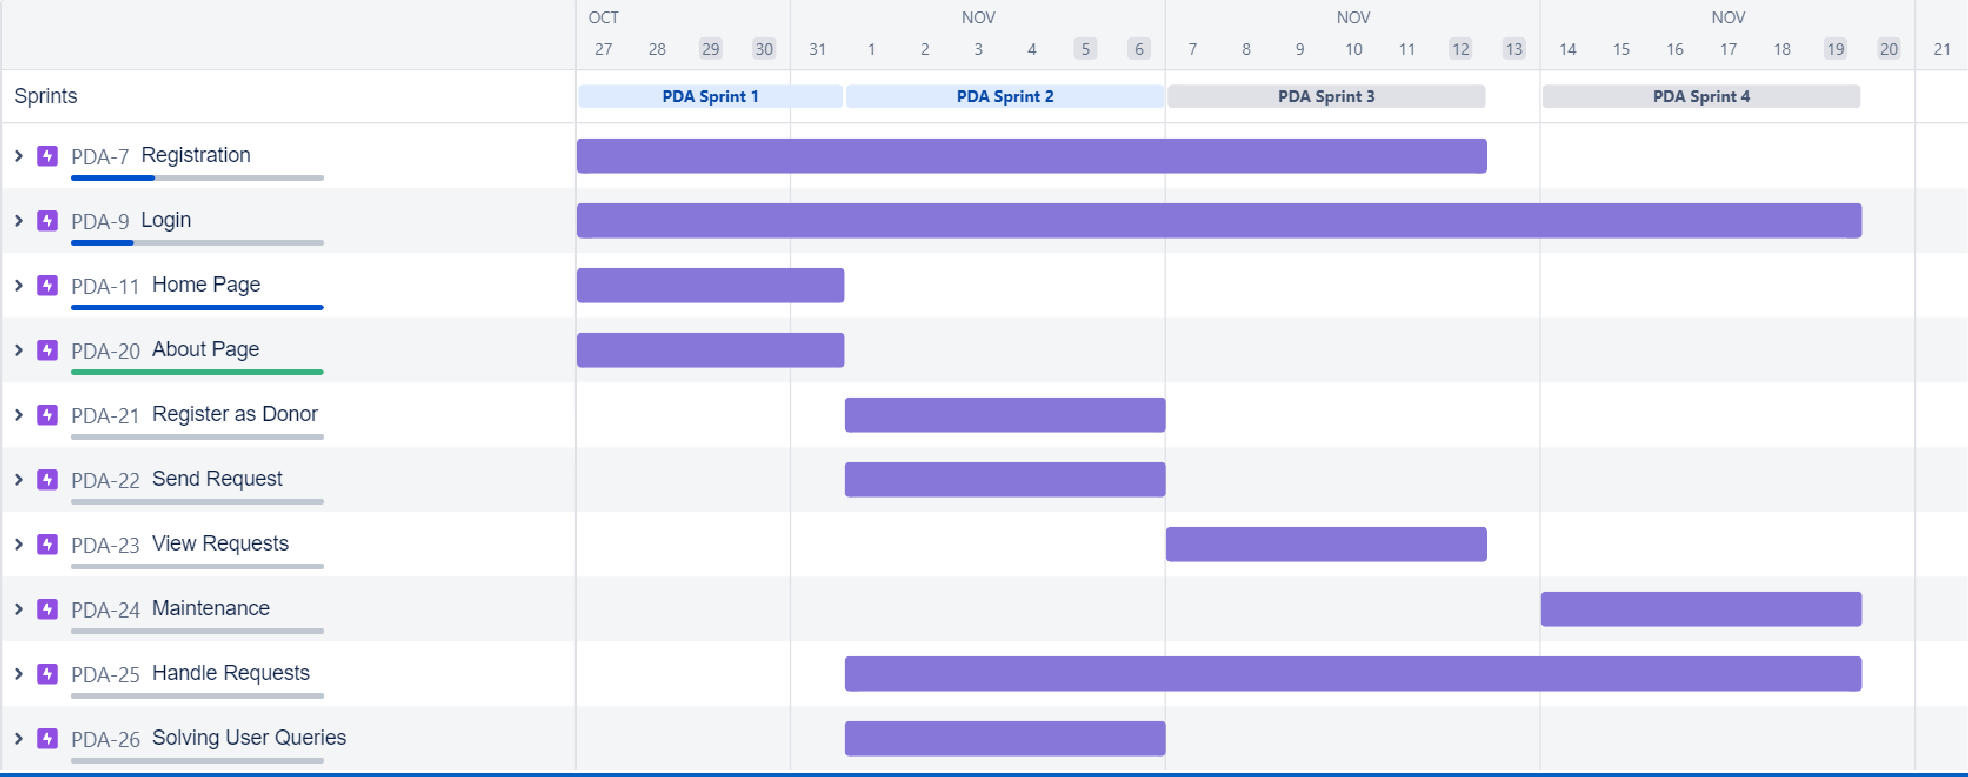 OCT NOV NOV NOV
27 28 29 30 31 1 2 3 4 5 6 7 8 9 10 11 12 13 14 15 16 17 18 19 20 21
Sprints PDA Sprint 1 PDA Sprint 2 PDA Sprint 3 PDA Sprint 4
PDA-7 Registration
PDA-9 Login
PDA-11 Home Page
PDA-20 About Page
PDA-21 Register as Donor
PDA-22 Send Request
PDA-23 View Requests
PDA-24 Maintenance
PDA-25 Handle Requests
PDA-26 Solving User Queries